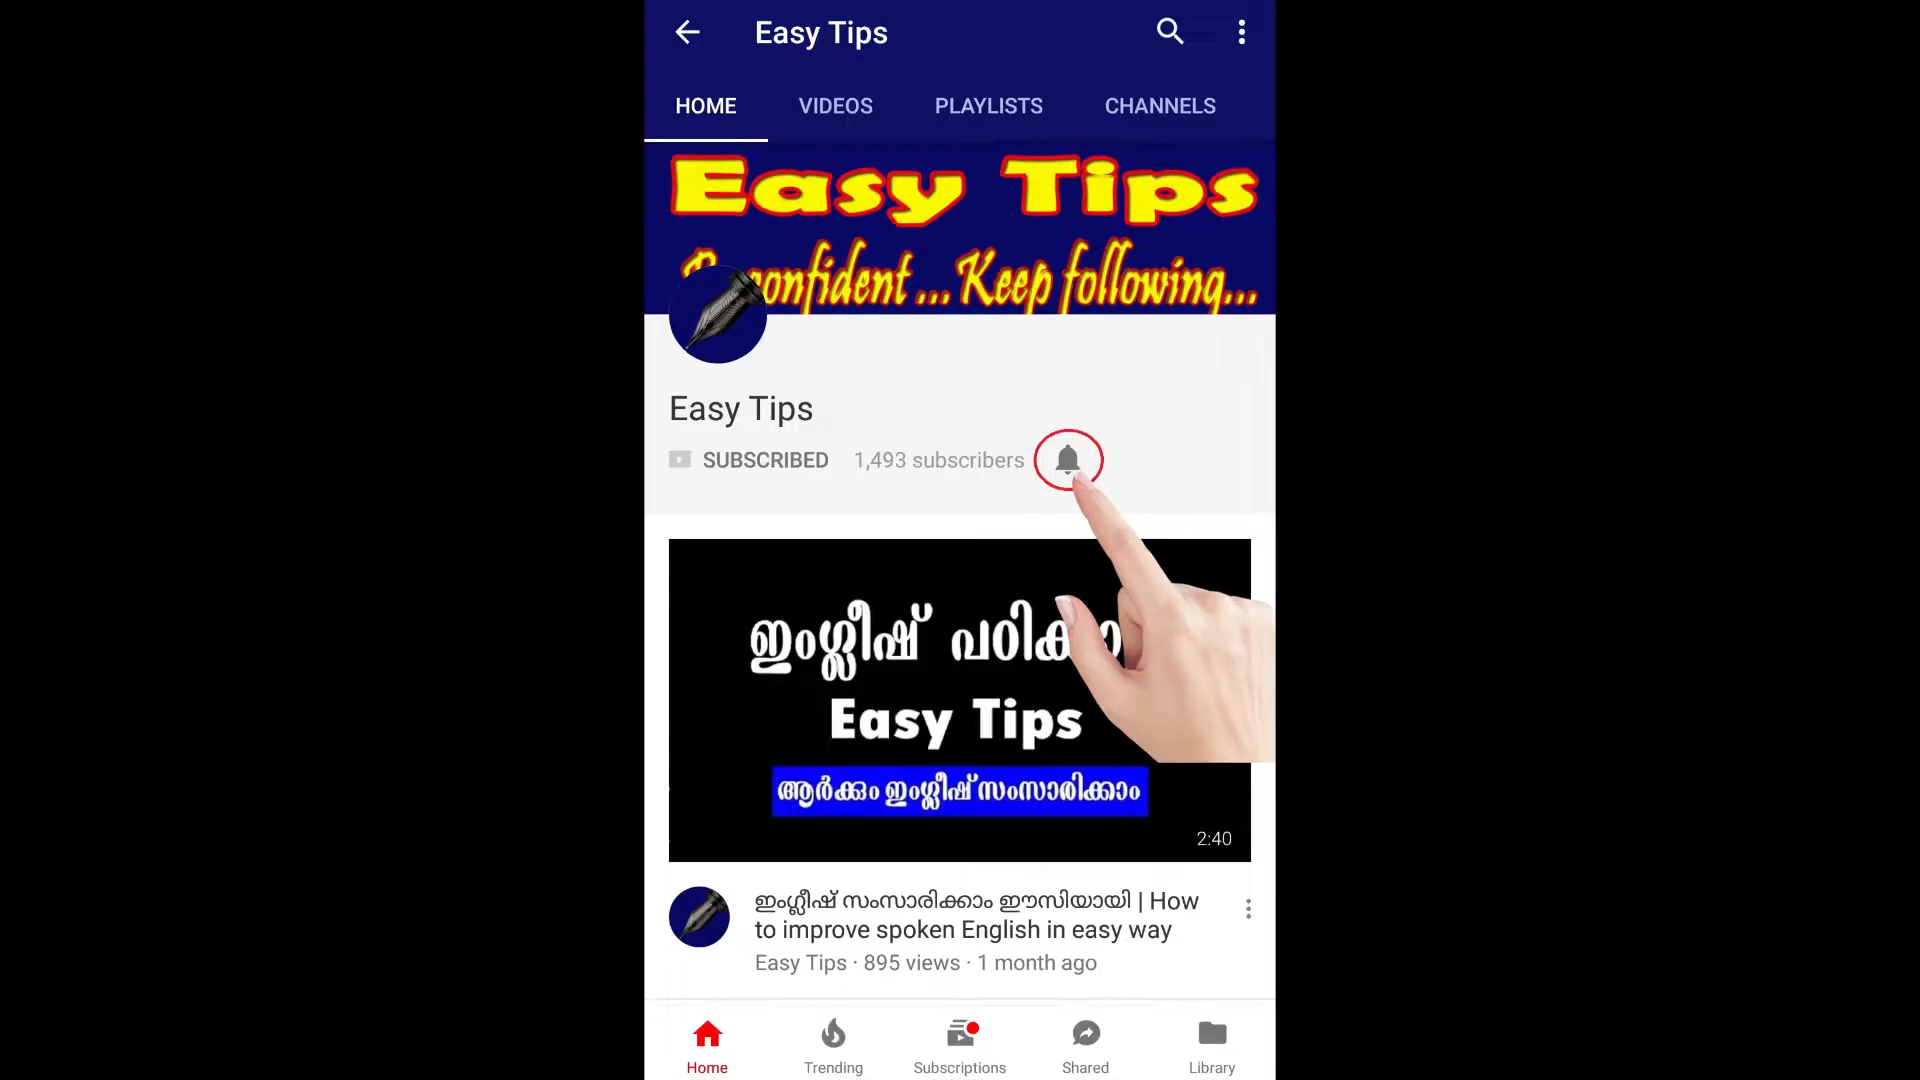 Easy Tips
HOME VIDEOS PLAYLISTS CHANNELS
Easy Tips
confident ... Keep following...
Easy Tips
SUBSCRIBED 1,493 subscribers
ഇംഗ്ലീഷ്
Easy Tips
ആർക്കും ഇംഗ്ലീഷ് സംസാരിക്കാം
2:40
ഇംഗ്ലീഷ് സംസാരിക്കാം ഈസിയായി | How
to improve spoken English in easy way
Easy Tips · 895 views · 1 month ago
Home Trending Subscriptions Shared Library